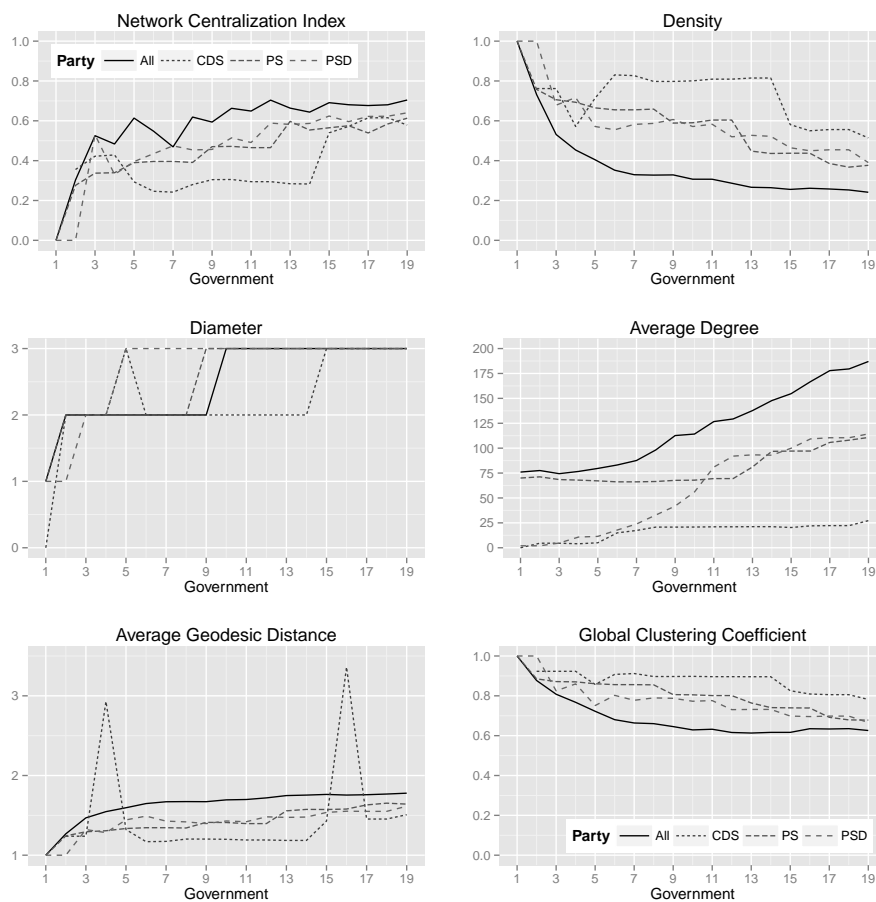 Network Centralization Index
1.0
0.8
0.6
0.4
0.2
0.0
Party All CDS PS PSD
1 3 5 7 9 11 13 15 17 19
Government
Density
1.0
0.8
0.6
0.4
0.2
0.0
1 3 5 7 9 11 13 15 17 19
Government
Diameter
3
2
1
0
1 3 5 7 9 11 13 15 17 19
Government
Average Degree
200
175
150
125
100
75
50
25
0
1 3 5 7 9 11 13 15 17 19
Government
Average Geodesic Distance
3
2
1
1 3 5 7 9 11 13 15 17 19
Government
Global Clustering Coefficient
1.0
0.8
0.6
0.4
0.2
0.0
Party All CDS PS PSD
1 3 5 7 9 11 13 15 17 19
Government